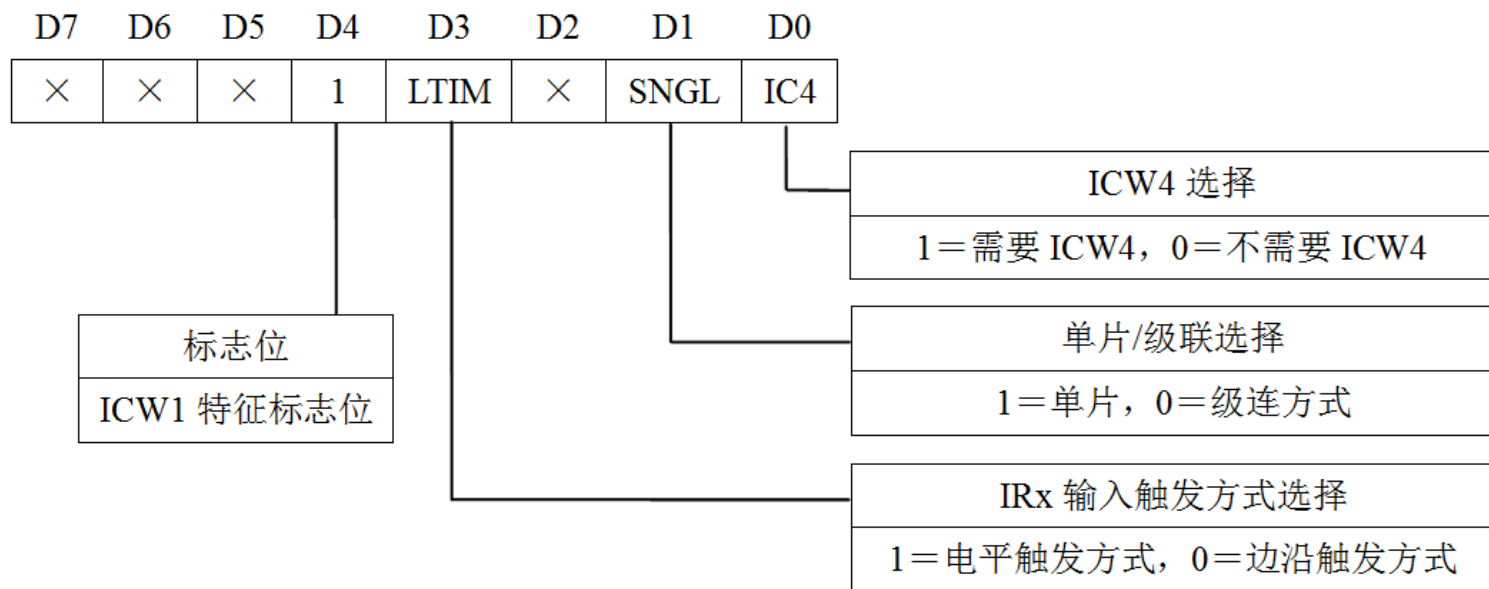 D7 D6 D5 D4 D3 D2 D1 D0
× × × 1 LTIM × SNGL IC4
ICW4 选择
1＝需要 ICW4，0＝不需要 ICW4
标志位
ICW1 特征标志位
单片/级联选择
1＝单片，0＝级连方式
IRx 输入触发方式选择
1＝电平触发方式，0＝边沿触发方式